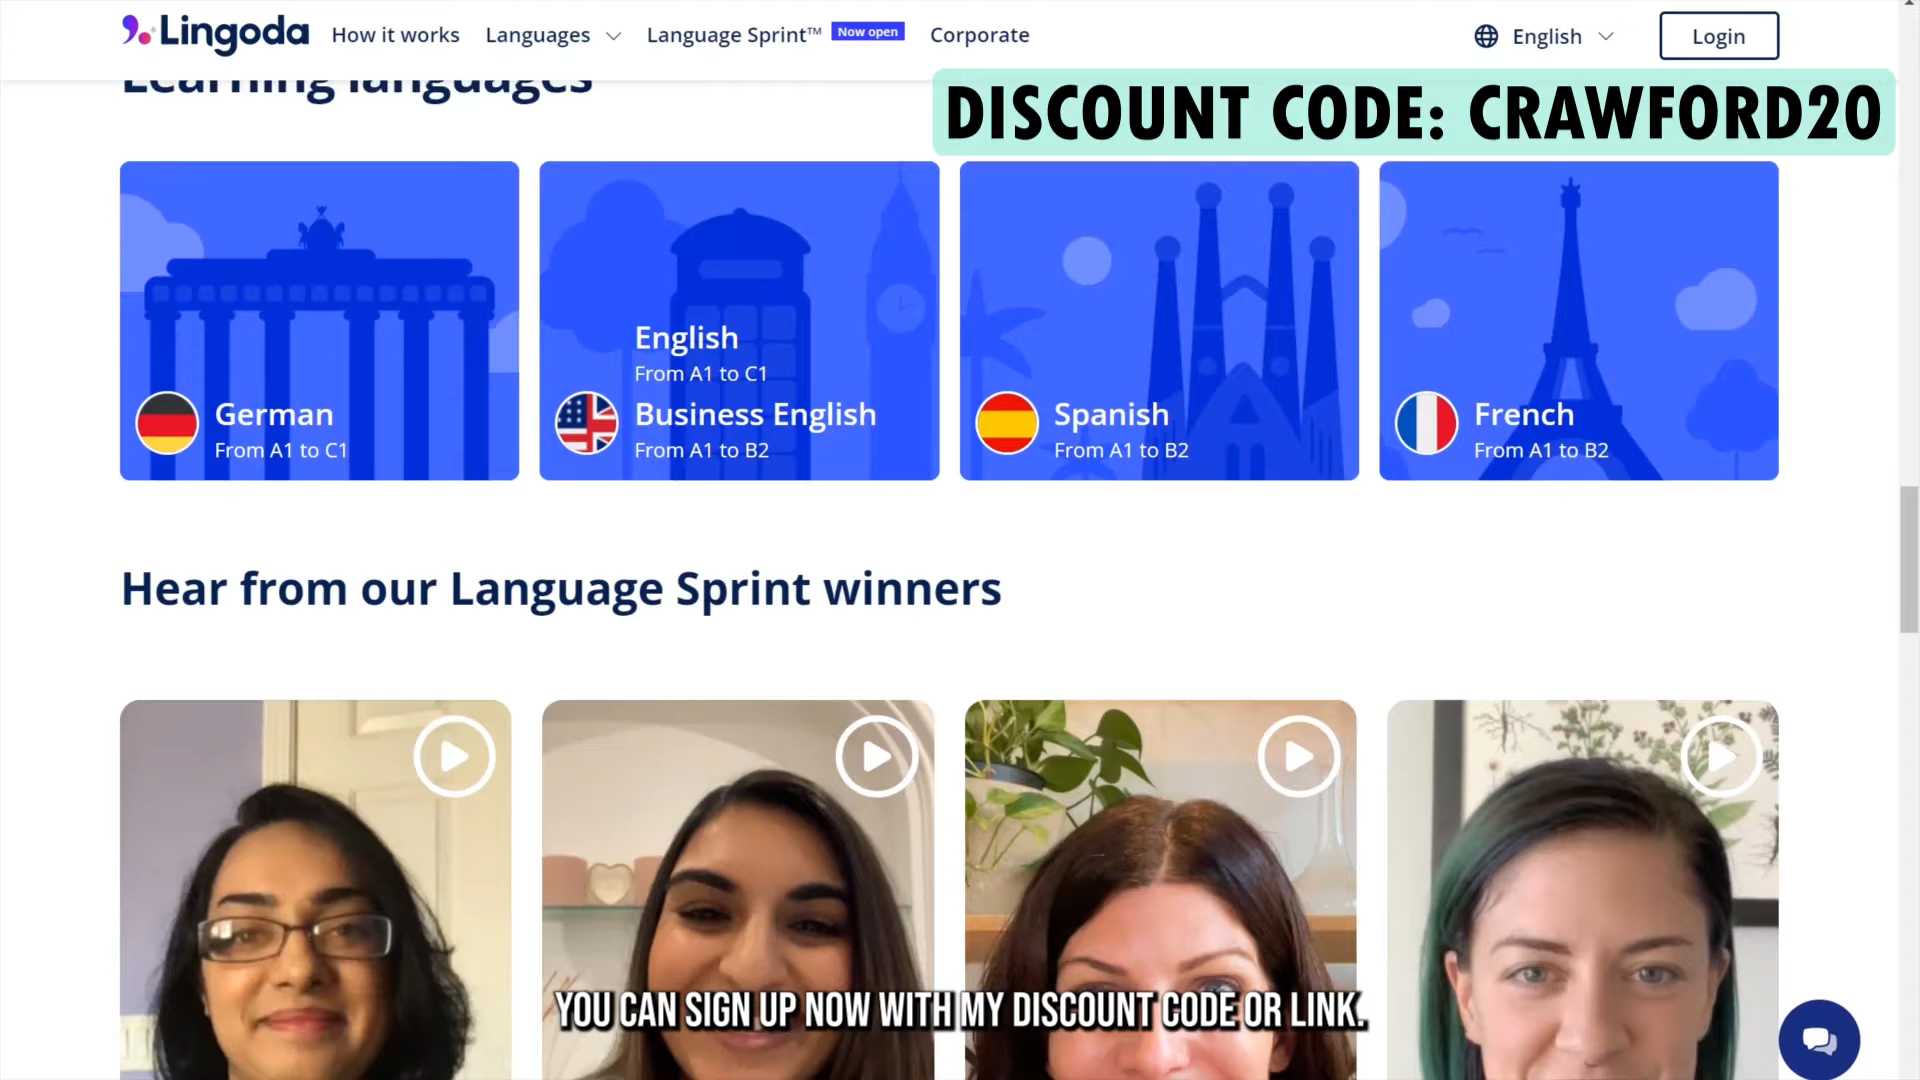 Lingoda How it works Languages Language Sprint™ Now open Corporate English Login
Learning languages
DISCOUNT CODE: CRAWFORD20
German
From A1 to C1
English
From A1 to C1
Business English
From A1 to B2
Spanish
From A1 to B2
French
From A1 to B2
Hear from our Language Sprint winners
YOU CAN SIGN UP NOW WITH MY DISCOUNT CODE OR LINK.